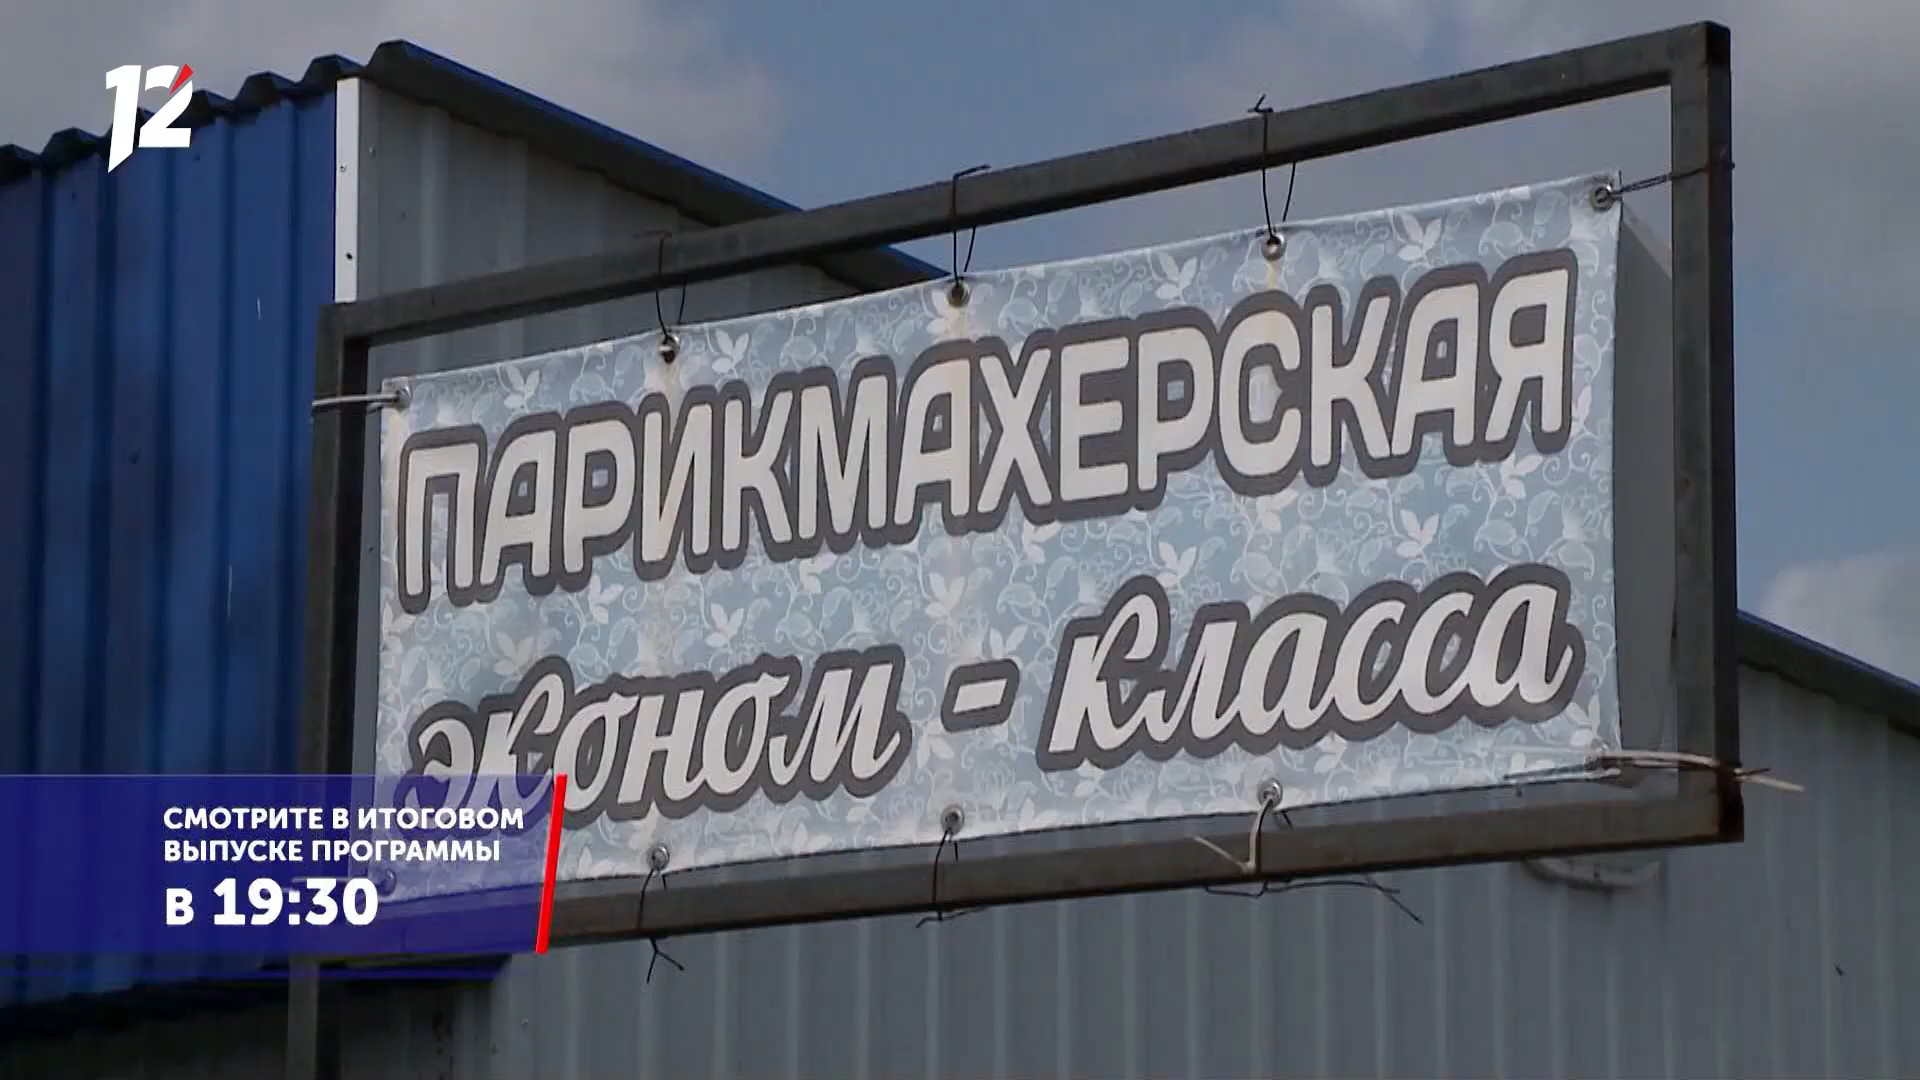 12
ПАРИКМАХЕРСКАЯ
эконом - класса
СМОТРИТЕ В ИТОГОВОМ
ВЫПУСКЕ ПРОГРАММЫ
В 19:30